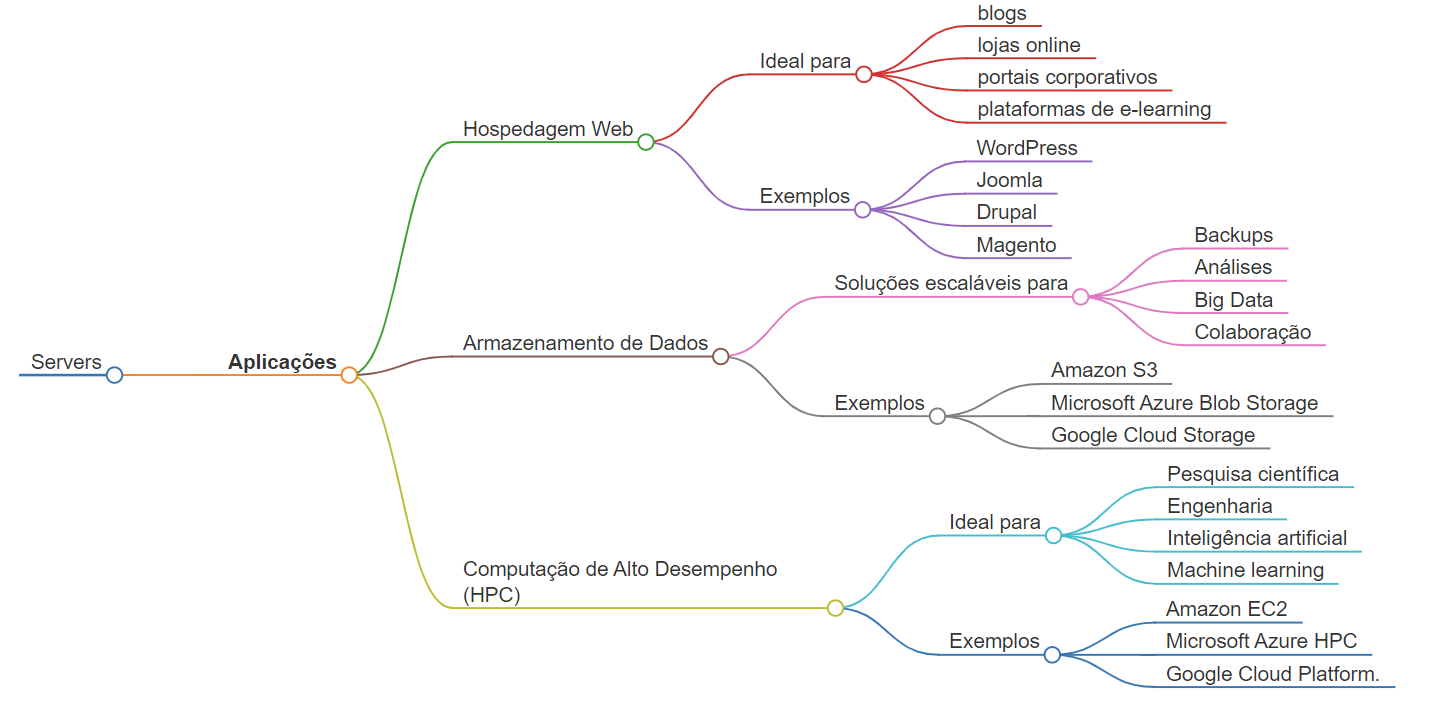 Servers
Aplicações
Hospedagem Web
Ideal para
blogs
lojas online
portais corporativos
plataformas de e-learning
Exemplos
WordPress
Joomla
Drupal
Magento
Armazenamento de Dados
Soluções escaláveis para
Backups
Análises
Big Data
Colaboração
Exemplos
Amazon S3
Microsoft Azure Blob Storage
Google Cloud Storage
Computação de Alto Desempenho
(HPC)
Ideal para
Pesquisa científica
Engenharia
Inteligência artificial
Machine learning
Exemplos
Amazon EC2
Microsoft Azure HPC
Google Cloud Platform.